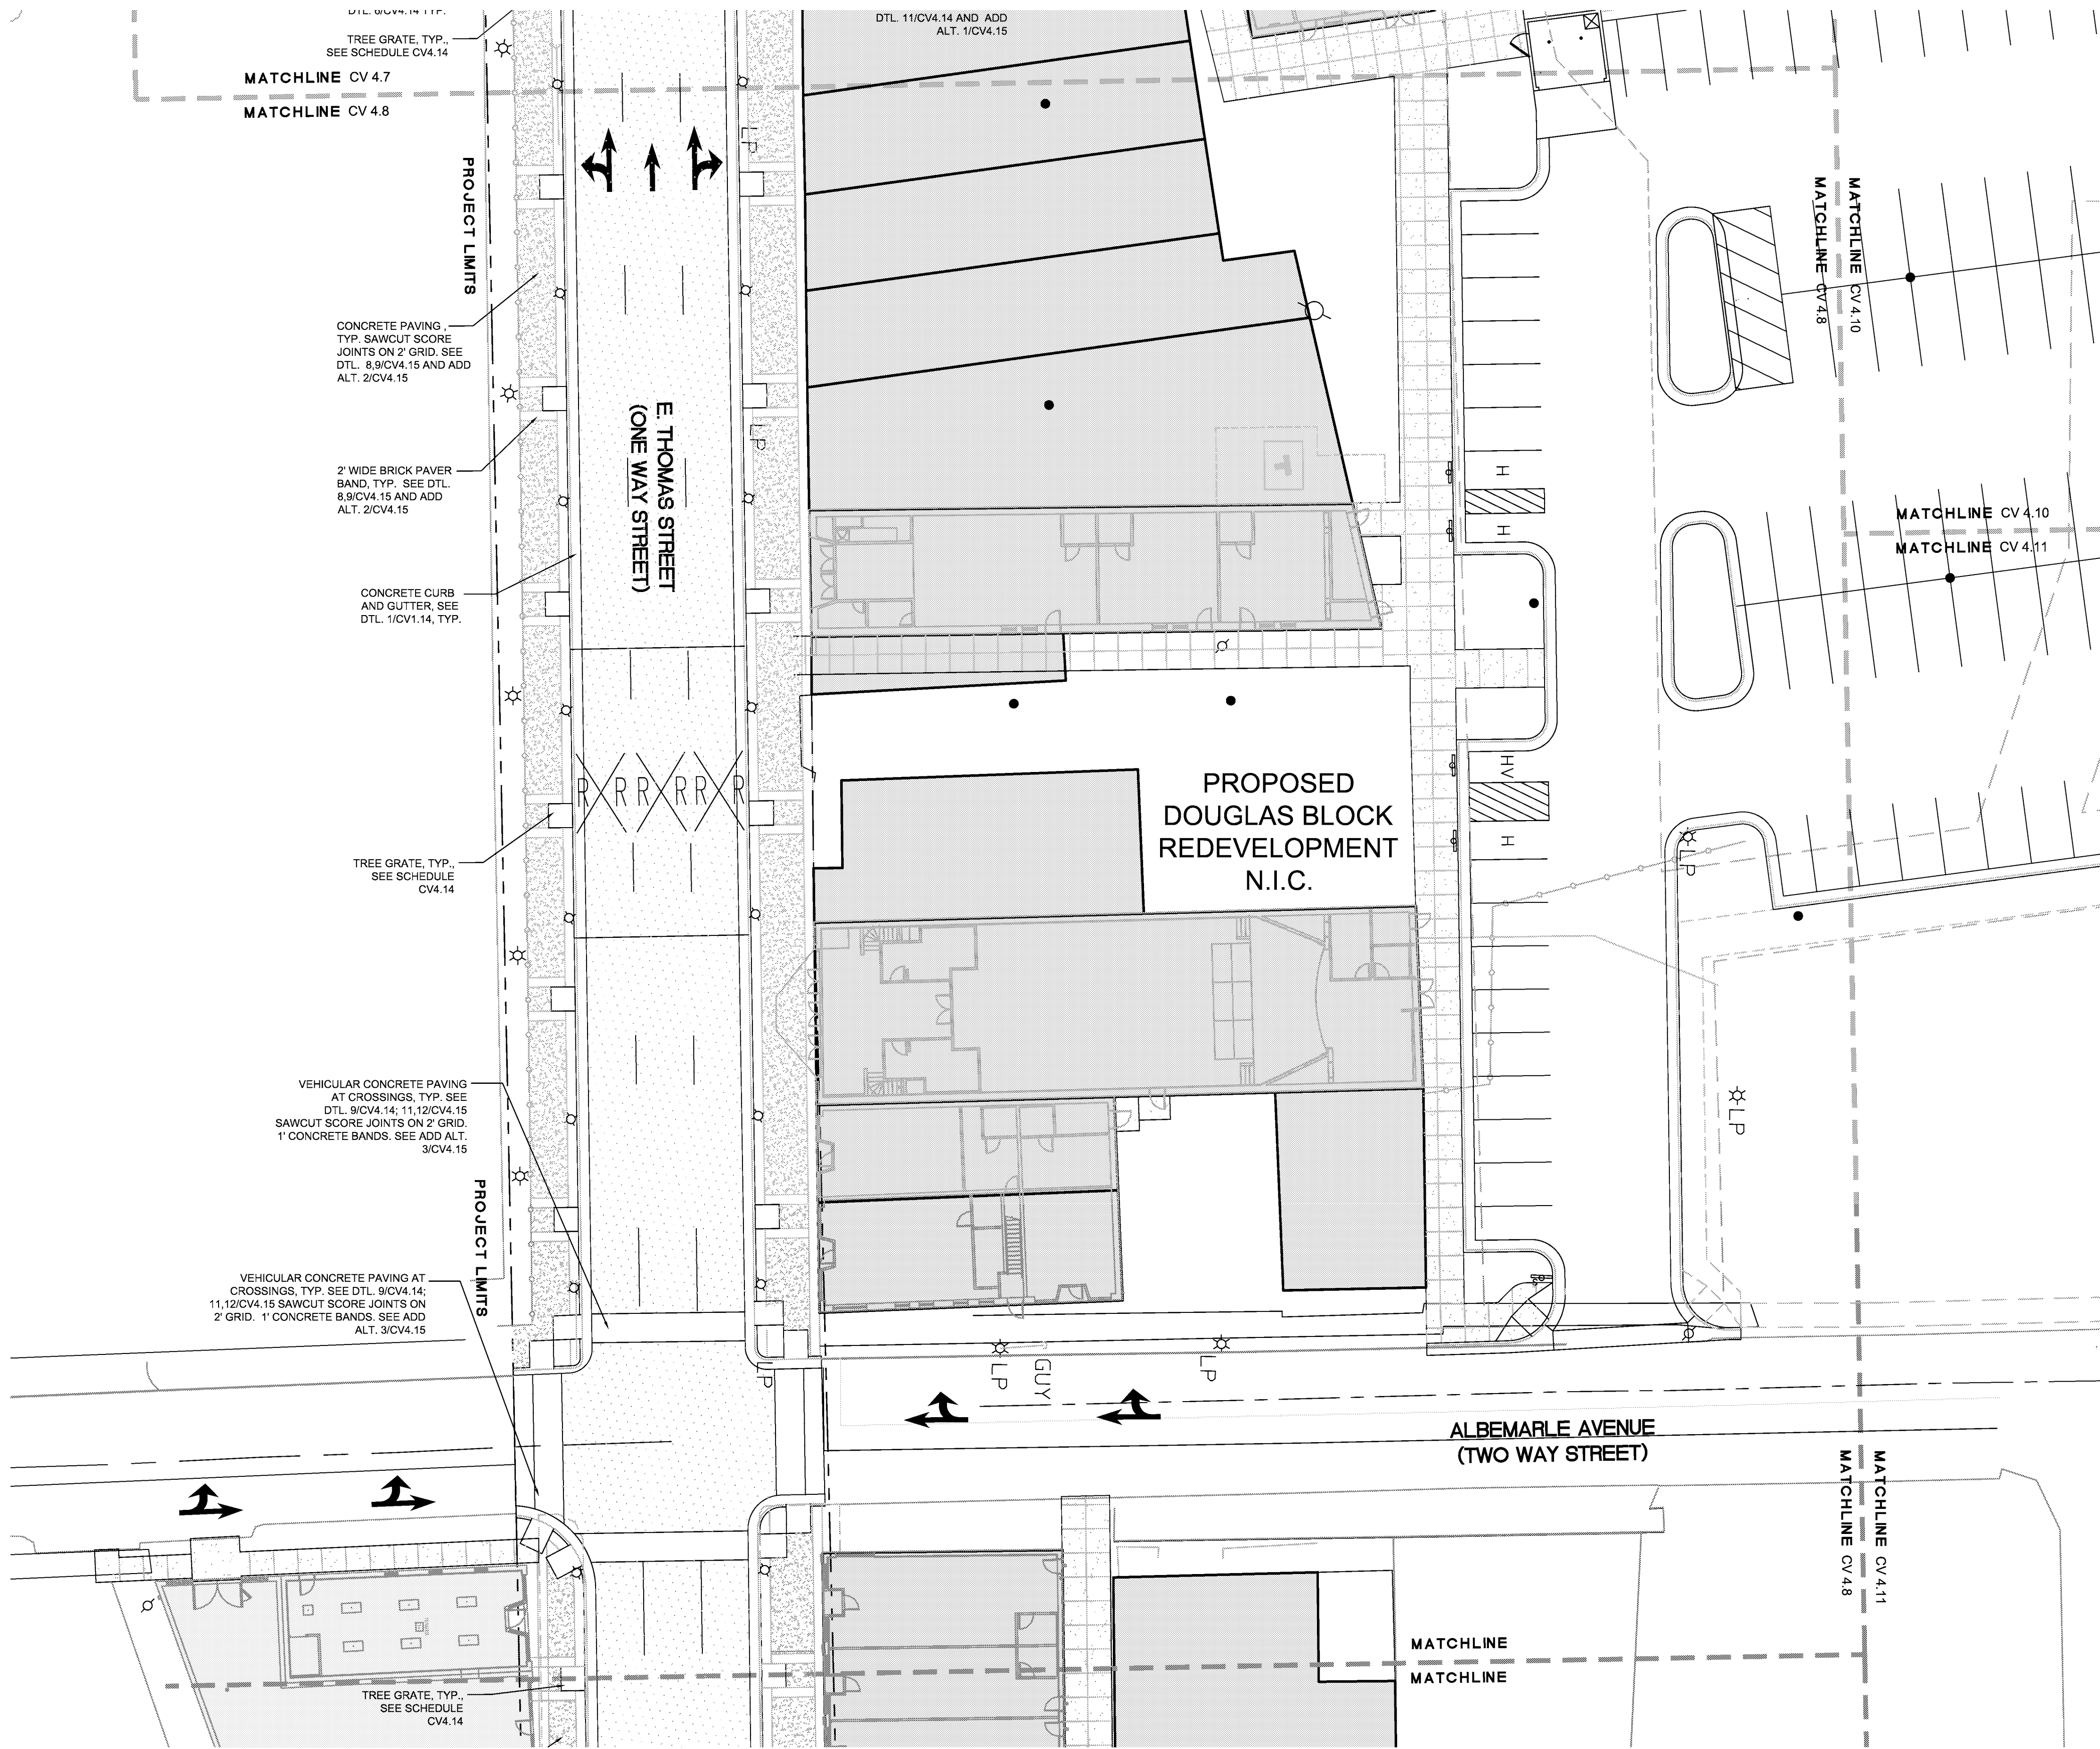 DTL. 8/CV4.14 TYP.
TREE GRATE, TYP.,
SEE SCHEDULE CV4.14
DTL. 11/CV4.14 AND ADD
ALT. 1/CV4.15
MATCHLINE CV 4.7
MATCHLINE CV 4.8
PROJECT LIMITS
LP
CONCRETE PAVING ,
TYP. SAWCUT SCORE
JOINTS ON 2' GRID. SEE
DTL. 8,9/CV4.15 AND ADD
ALT. 2/CV4.15
E. THOMAS STREET
(ONE WAY STREET)
LP
2' WIDE BRICK PAVER
BAND, TYP. SEE DTL.
8,9/CV4.15 AND ADD
ALT. 2/CV4.15
CONCRETE CURB
AND GUTTER, SEE
DTL. 1/CV1.14, TYP.
MATCHLINE CV 4.10
MATCHLINE CV 4.8
T
H
H
MATCHLINE CV 4.10
MATCHLINE CV 4.11
R R R R R R
PROPOSED
DOUGLAS BLOCK
REDEVELOPMENT
N.I.C.
HV
H
LP
TREE GRATE, TYP.,
SEE SCHEDULE
CV4.14
VEHICULAR CONCRETE PAVING
AT CROSSINGS, TYP. SEE
DTL. 9/CV4.14; 11,12/CV4.15
SAWCUT SCORE JOINTS ON 2' GRID.
1' CONCRETE BANDS. SEE ADD ALT.
3/CV4.15
LP
PROJECT LIMITS
VEHICULAR CONCRETE PAVING AT
CROSSINGS, TYP. SEE DTL. 9/CV4.14;
11,12/CV4.15 SAWCUT SCORE JOINTS ON
2' GRID. 1' CONCRETE BANDS. SEE ADD
ALT. 3/CV4.15
LP
LP
GUY
LP
ALBEMARLE AVENUE
(TWO WAY STREET)
MATCHLINE CV 4.11
MATCHLINE CV 4.8
MATCHLINE
MATCHLINE
TREE GRATE, TYP.,
SEE SCHEDULE
CV4.14